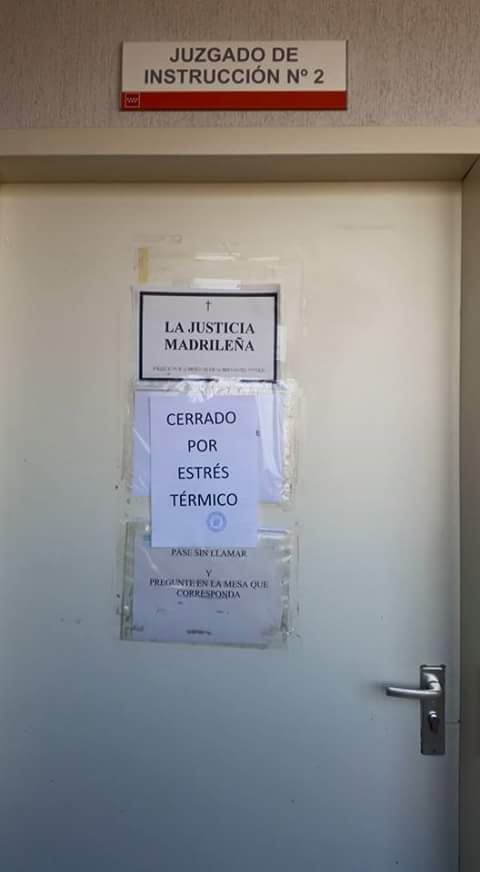 JUZGADO DE
INSTRUCCIÓN Nº 2
†
LA JUSTICIA
MADRILEÑA
CERRADO
POR
ESTRÉS
TÉRMICO
PASE SIN LLAMAR
Y
PREGUNTE EN LA MESA QUE
CORRESPONDA